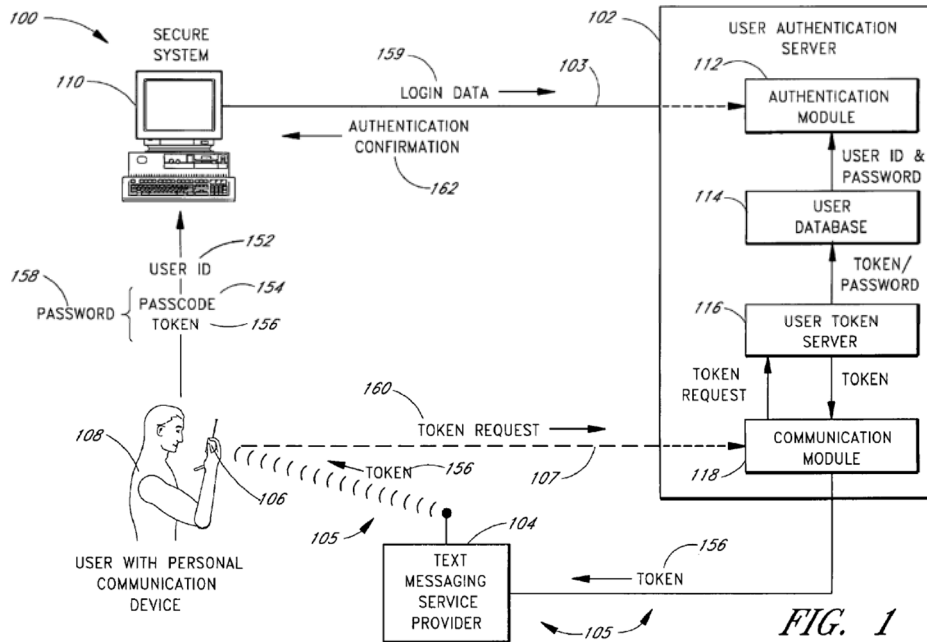 100
SECURE
SYSTEM
110
159
LOGIN DATA
103
AUTHENTICATION
CONFIRMATION
162
102
USER AUTHENTICATION
SERVER
112
AUTHENTICATION
MODULE
USER ID &
PASSWORD
114
USER
DATABASE
TOKEN/
PASSWORD
116
USER TOKEN
SERVER
TOKEN
REQUEST
TOKEN
COMMUNICATION
MODULE
118
152
USER ID
158
PASSWORD
PASSCODE
154
TOKEN
156
160
TOKEN REQUEST
107
TOKEN
156
108
106
105
104
USER WITH PERSONAL
COMMUNICATION
DEVICE
TEXT
MESSAGING
SERVICE
PROVIDER
156
TOKEN
105
FIG. 1